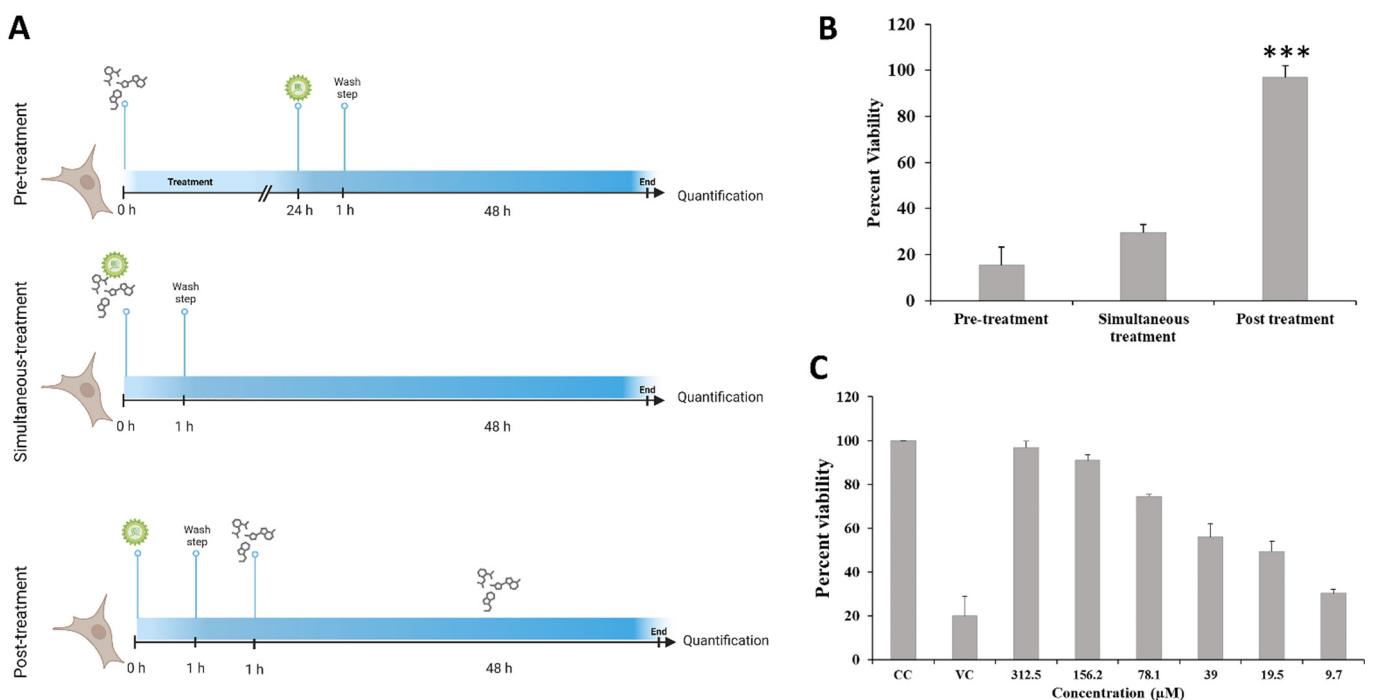 A
Pre-treatment
Wash
step
Treatment
End
Quantification
0 h
24 h
1 h
48 h
Simultaneous-treatment
Wash
step
End
Quantification
0 h
1 h
48 h
Post-treatment
Wash
step
End
Quantification
0 h
1 h
1 h
48 h
B
Percent Viability
120
100
80
60
40
20
0
***
Pre-treatment
Simultaneous
treatment
Post treatment
C
Percent viability
120
100
80
60
40
20
0
CC
VC
312.5
156.2
78.1
39
19.5
9.7
Concentration (µM)